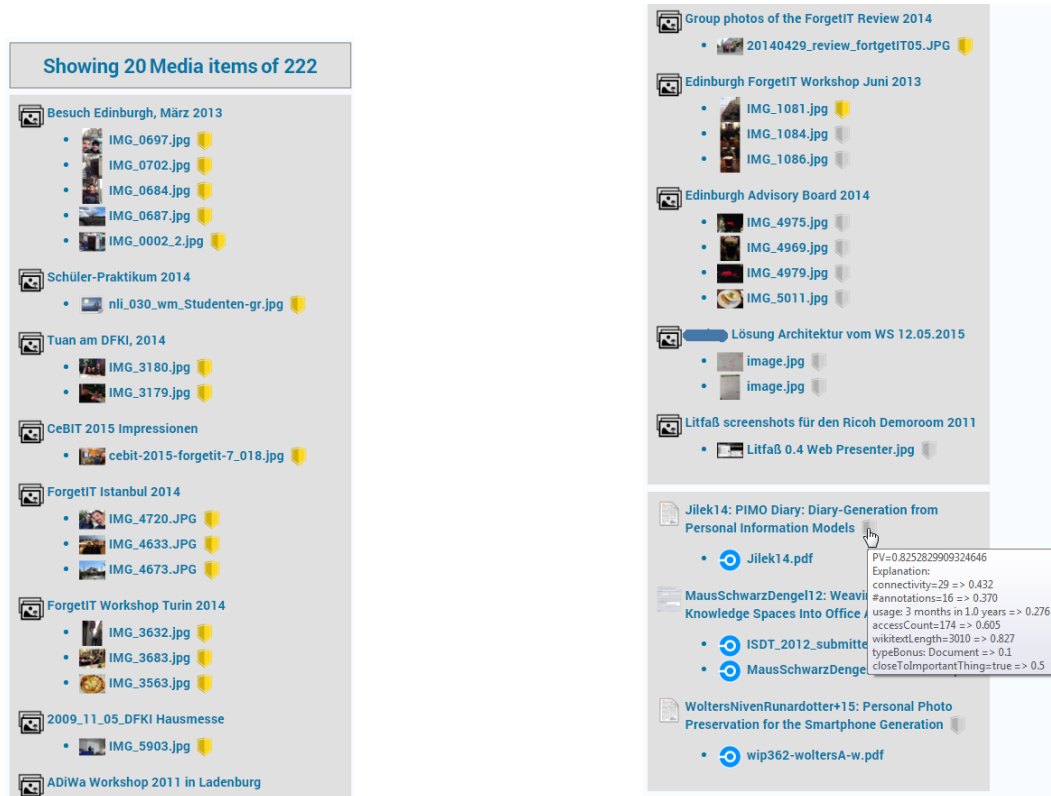 Showing 20 Media items of 222
Besuch Edinburgh, März 2013
IMG_0697.jpg
IMG_0702.jpg
IMG_0684.jpg
IMG_0687.jpg
IMG_0002_2.jpg
Schüler-Praktikum 2014
nli_030_wm_Studenten-gr.jpg
Tuan am DFKI, 2014
IMG_3180.jpg
IMG_3179.jpg
CeBIT 2015 Impressionen
cebit-2015-forgetit-7_018.jpg
ForgetIT Istanbul 2014
IMG_4720.JPG
IMG_4633.JPG
IMG_4673.JPG
ForgetIT Workshop Turin 2014
IMG_3632.jpg
IMG_3683.jpg
IMG_3563.jpg
2009_11_05_DFKI Hausmesse
IMG_5903.jpg
ADiWa Workshop 2011 in Ladenburg
Group photos of the ForgetIT Review 2014
20140429_review_fortgetIT05.JPG
Edinburgh ForgetIT Workshop Juni 2013
IMG_1081.jpg
IMG_1084.jpg
IMG_1086.jpg
Edinburgh Advisory Board 2014
IMG_4975.jpg
IMG_4969.jpg
IMG_4979.jpg
IMG_5011.jpg
Lösung Architektur vom WS 12.05.2015
image.jpg
image.jpg
Litfaß screenshots für den Ricoh Demoroom 2011
Litfaß 0.4 Web Presenter.jpg
Jilek14: PIMO Diary: Diary-Generation from
Personal Information Models
Jilek14.pdf
MausSchwarzDengel12:
Knowledge Spaces Into Office
ISDT_2012_submitte
MausSchwarzDenge
PV=0.8252829909324646
Explanation:
connectivity=29 => 0.432
#annotations=16 => 0.370
usage: 3 months in 1.0 years => 0.276
accessCount=174 => 0.605
wikitextLength=3010 => 0.827
typeBonus: Document => 0.1
closeToImportantThing=true => 0.5
WoltersNivenRunardotter+15: Personal Photo
Preservation for the Smartphone Generation
wip362-woltersA-w.pdf